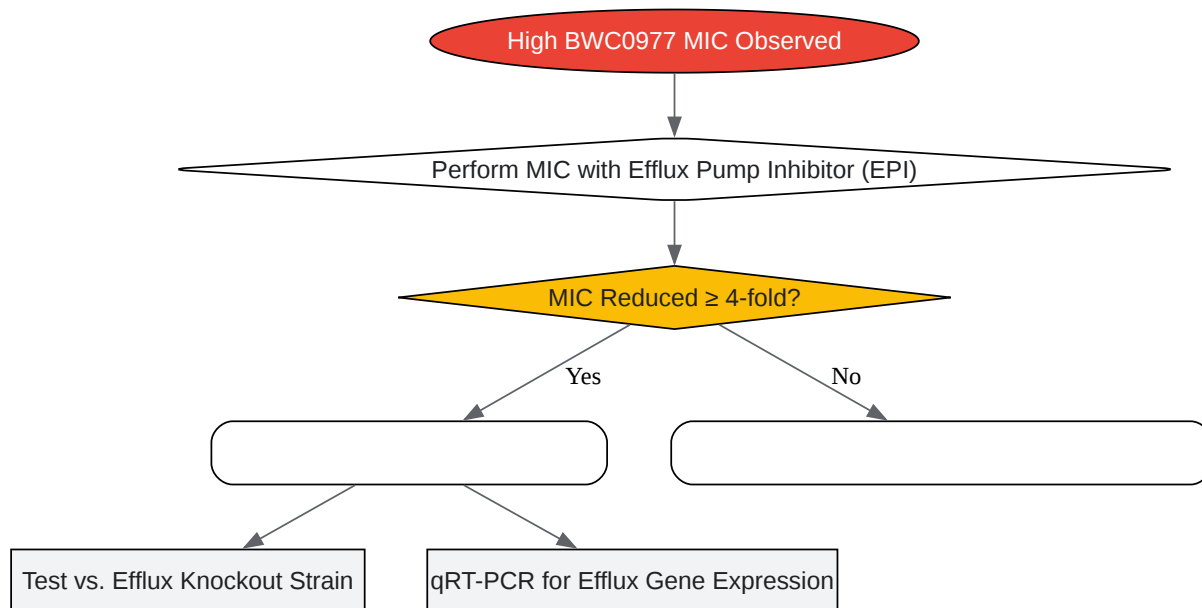 High BWC0977 MIC Observed
Perform MIC with Efflux Pump Inhibitor (EPI)
MIC Reduced ≥ 4-fold?
Yes
No
Test vs. Efflux Knockout Strain
qRT-PCR for Efflux Gene Expression